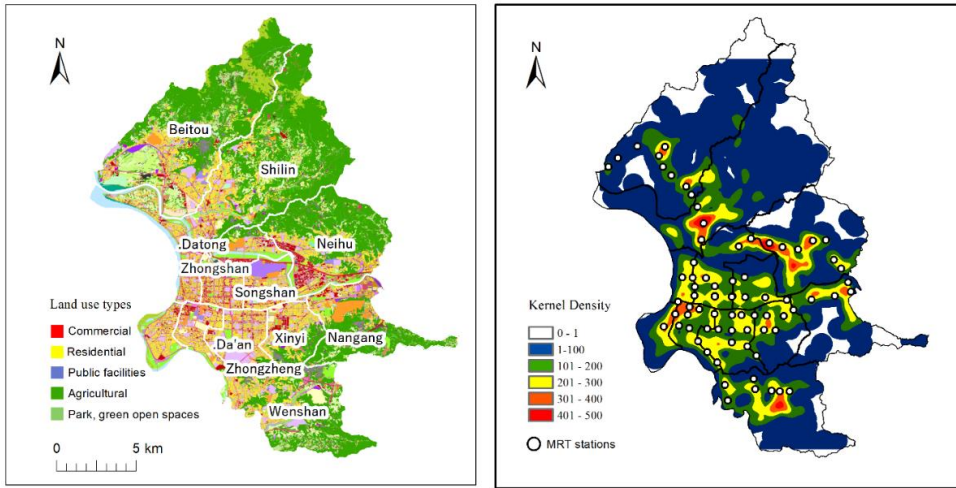 N
Beitou
Shilin
.Datong
Neihu
Zhongshan
Songshan
Xinyi
Nangang
.Da'an
Zhongzheng
Wenshan
Land use types
Commercial
Residential
Public facilities
Agricultural
Park, green open spaces
0 5 km
N
Kernel Density
0 - 1
1-100
101 - 200
201 - 300
301 - 400
401 - 500
MRT stations